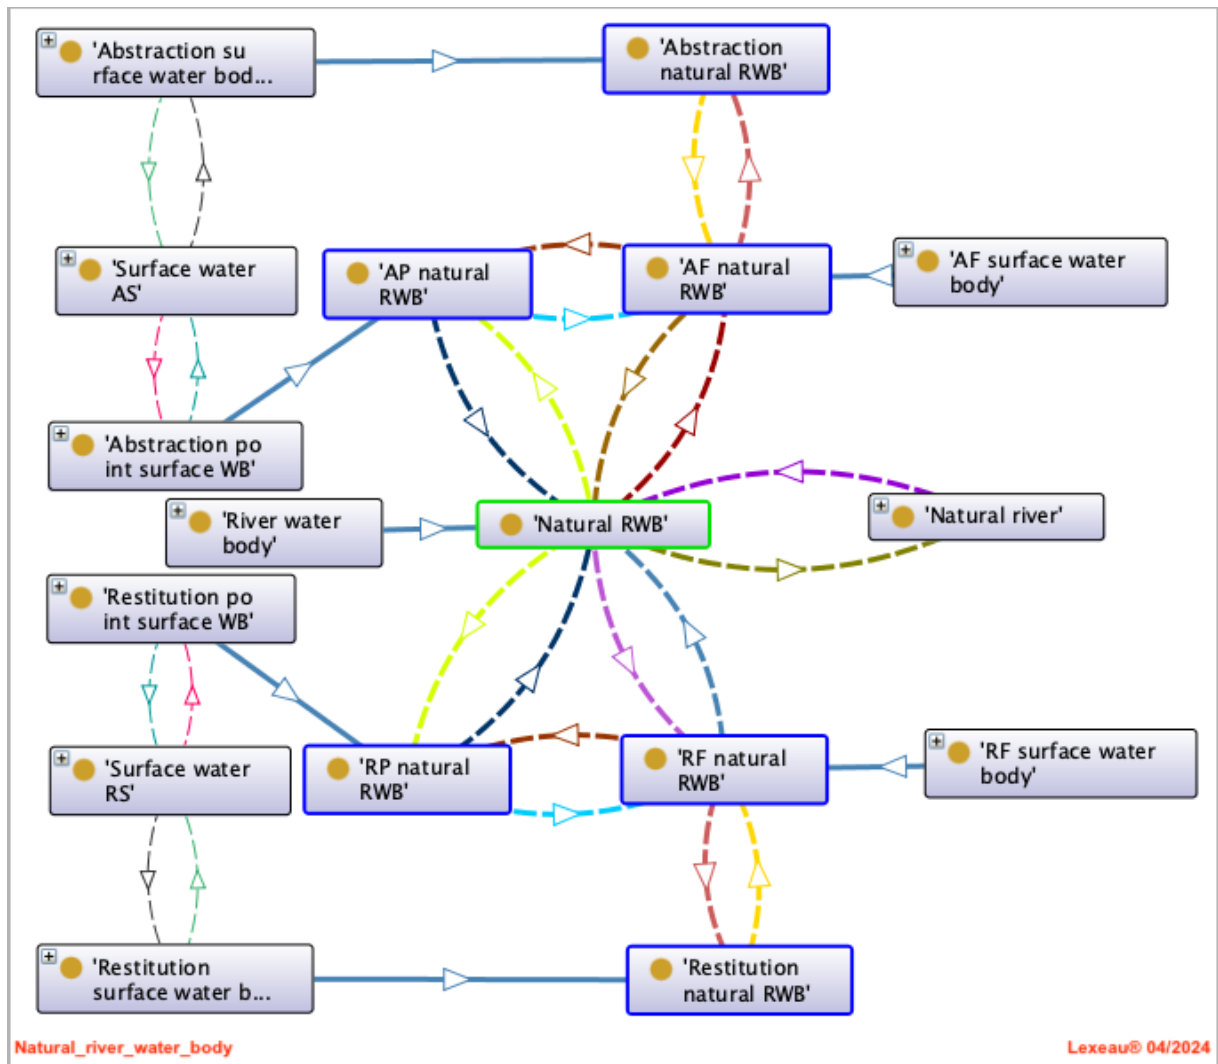 'Abstraction su
rface water bod...
'Abstraction
natural RWB'
'Surface water
AS'
'AP natural
RWB'
'AF natural
RWB'
'AF surface water
body'
'Abstraction po
int surface WB'
'River water
body'
'Natural RWB'
'Natural river'
'Restitution po
int surface WB'
'Surface water
RS'
'RP natural
RWB'
'RF natural
RWB'
'RF surface water
body'
'Restitution
surface water b...
'Restitution
natural RWB'
Natural_river_water_body
Lexeau® 04/2024